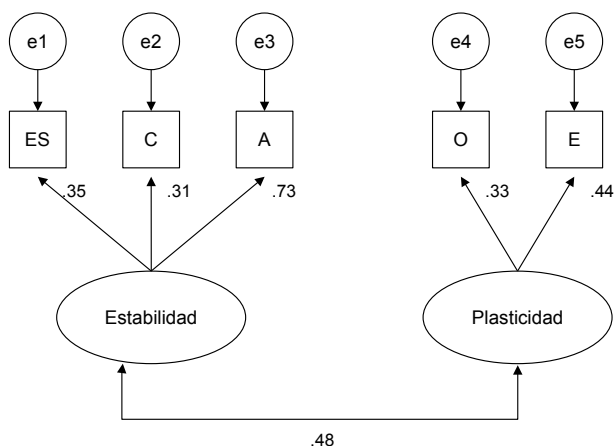 e1
e2
e3
e4
e5
ES
C
A
O
E
.35
.31
.73
.33
.44
Estabilidad
Plasticidad
.48